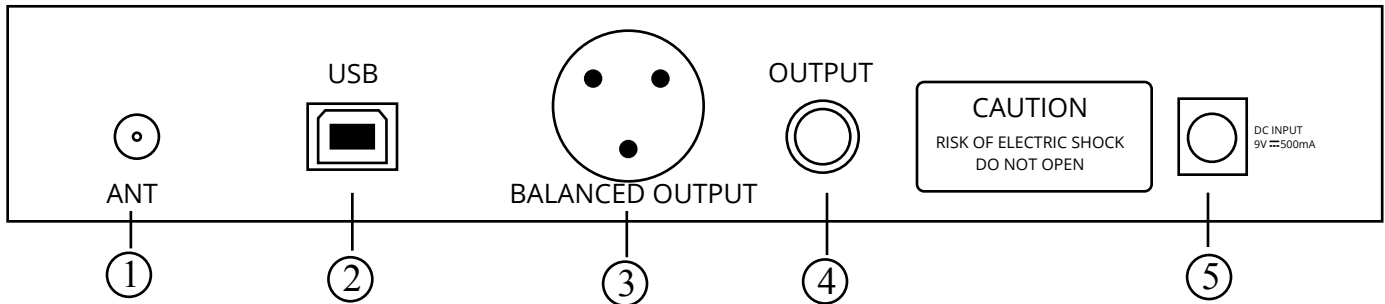 USB
OUTPUT
CAUTION
RISK OF ELECTRIC SHOCK
DO NOT OPEN
DC INPUT
9V⎓500mA
ANT
BALANCED OUTPUT
1
2
3
4
5